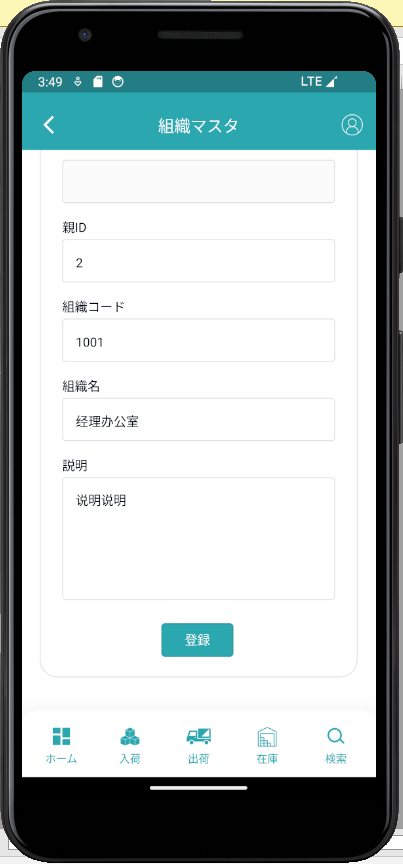 3:49
LTE
組織マスタ
親ID
2
組織コード
1001
組織名
经理办公室
説明
说明说明
登録
ホーム
入荷
出荷
在庫
検索